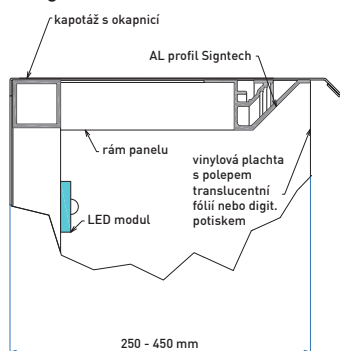 kapotáž s okapnicí
AL profil Signtech
rám panelu
vinylová plachta
s polepem
translucentní
fólií nebo digit.
potiskem
LED modul
250 - 450 mm